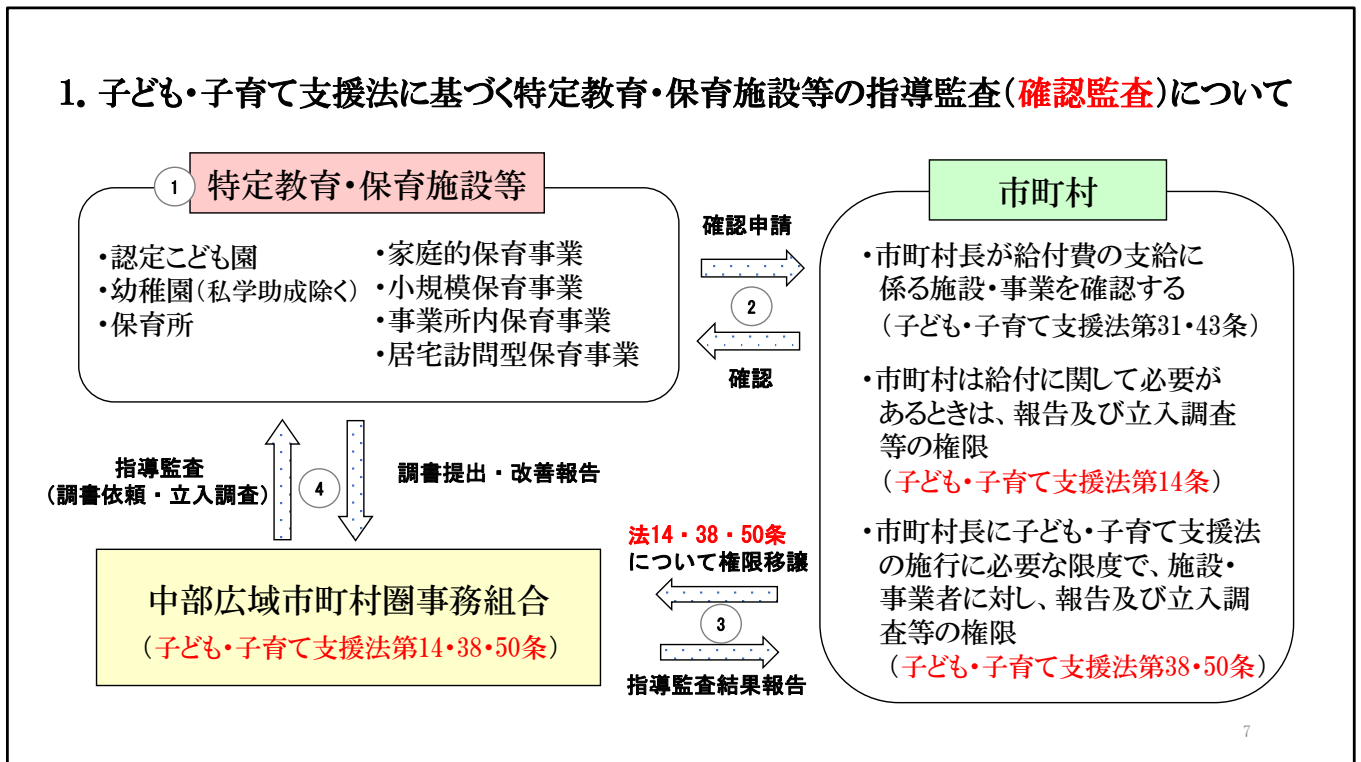 1. 子ども・子育て支援法に基づく特定教育・保育施設等の指導監査(確認監査)について
1
特定教育・保育施設等
・認定こども園
・幼稚園(私学助成除く)
・保育所
・家庭的保育事業
・小規模保育事業
・事業所内保育事業
・居宅訪問型保育事業
確認申請
2
確認
市町村
・市町村長が給付費の支給に
係る施設・事業を確認する
(子ども・子育て支援法第31・43条)
・市町村は給付に関して必要が
あるときは、報告及び立入調査
等の権限
(子ども・子育て支援法第14条)
・市町村長に子ども・子育て支援法
の施行に必要な限度で、施設・
事業者に対し、報告及び立入調
査等の権限
(子ども・子育て支援法第38・50条)
指導監査
(調書依頼・立入調査)
4
調書提出・改善報告
法14・38・50条
について権限移譲
3
指導監査結果報告
中部広域市町村圏事務組合
(子ども・子育て支援法第14・38・50条)
7